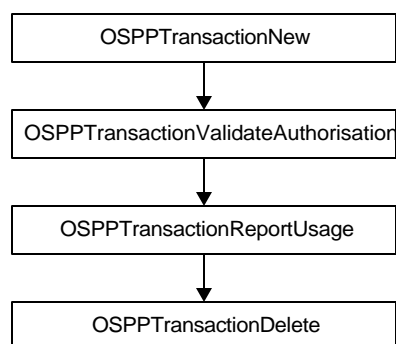 OSPPTransactionNew
OSPPTransactionValidateAuthorisation
OSPPTransactionReportUsage
OSPPTransactionDelete